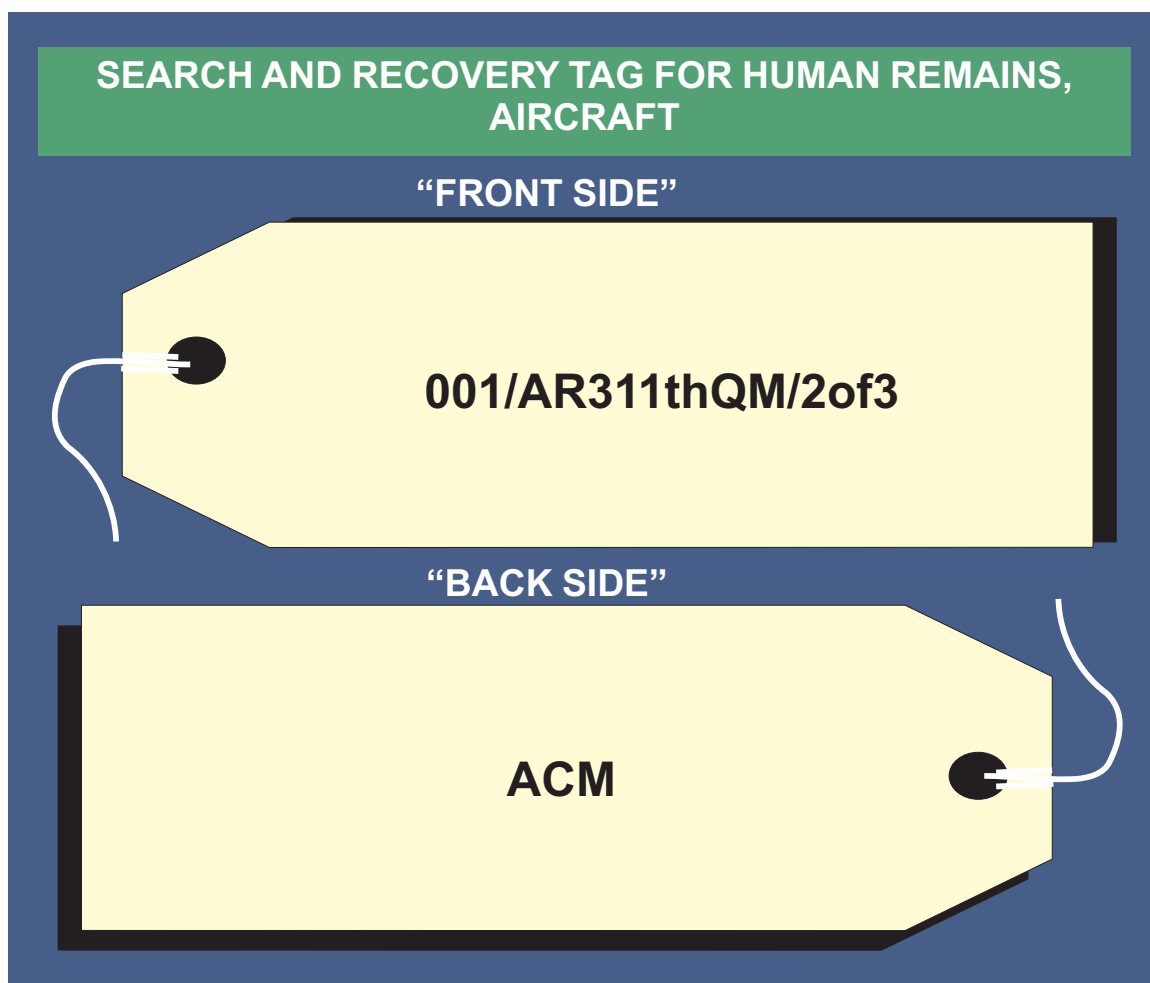 SEARCH AND RECOVERY TAG FOR HUMAN REMAINS,
AIRCRAFT
“FRONT SIDE”
001/AR311thQM/2of3
“BACK SIDE”
ACM